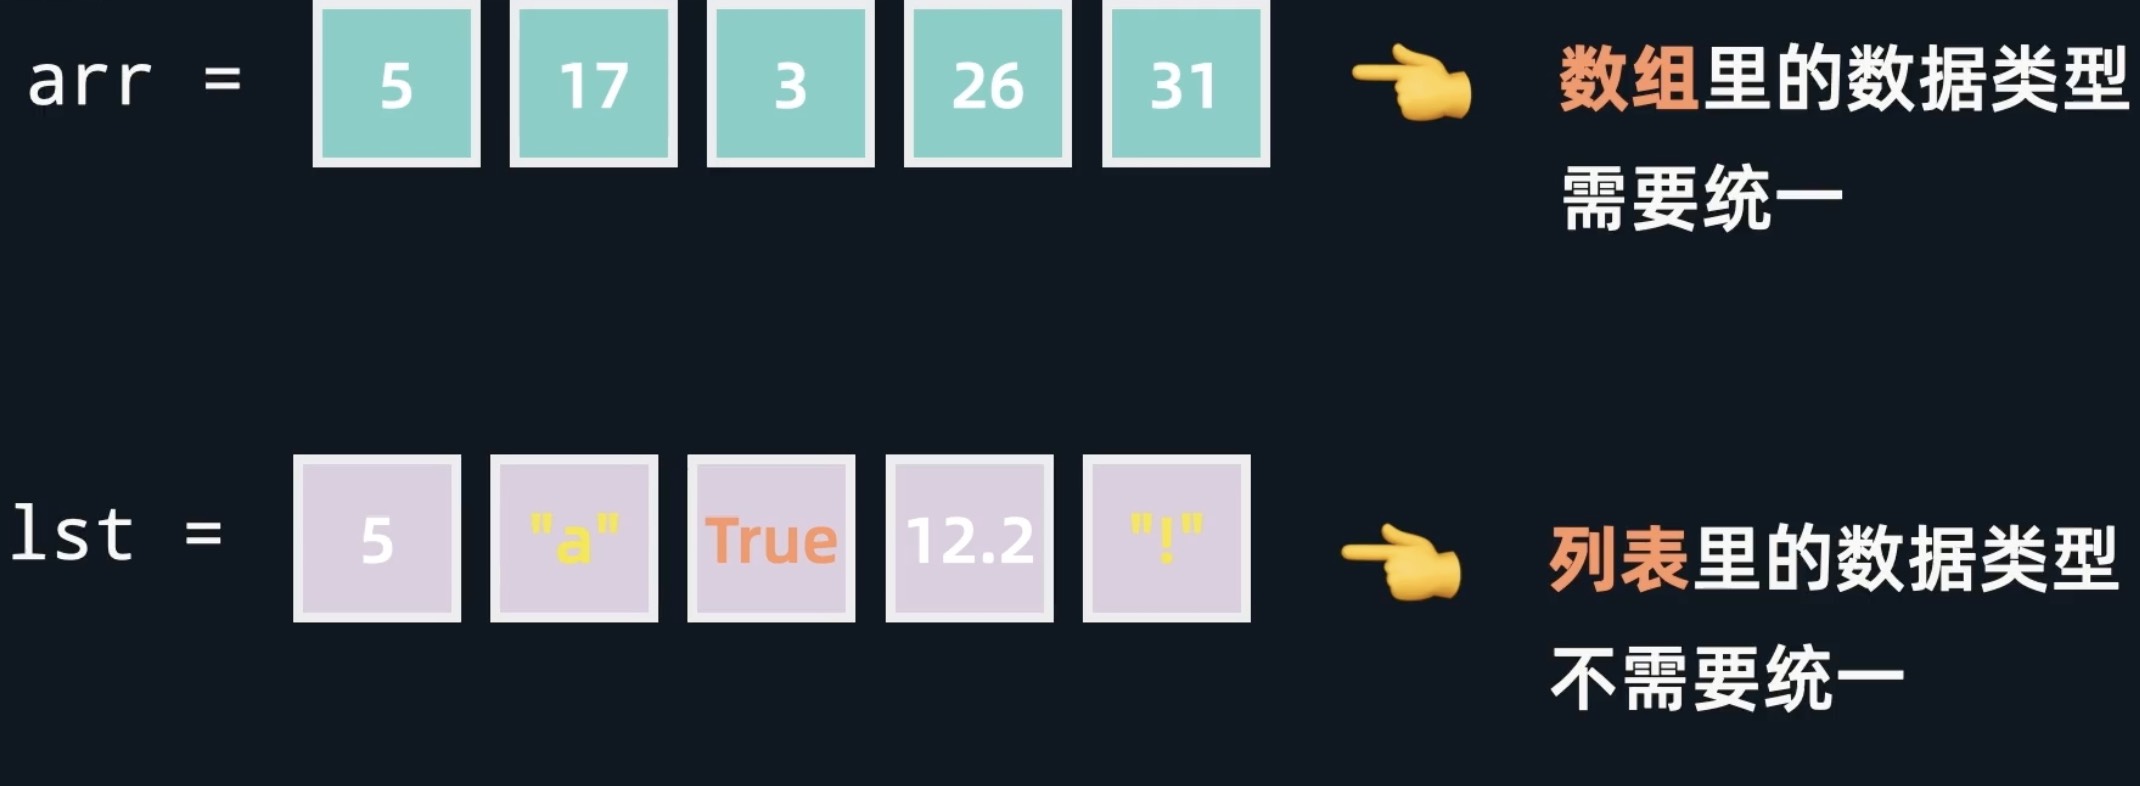 arr = 5 17 3 26 31
数组里的数据类型
需要统一
lst = 5 "a" True 12.2 "!"
列表里的数据类型
不需要统一